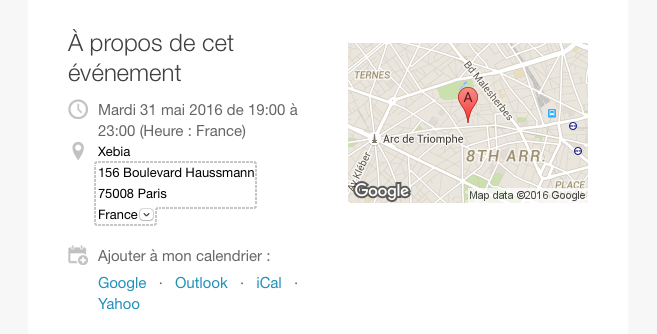 À propos de cet
événement
Mardi 31 mai 2016 de 19:00 à
23:00 (Heure : France)
Xebia
156 Boulevard Haussmann
75008 Paris
France
Ajouter à mon calendrier :
Google · Outlook · iCal ·
Yahoo
TERNES
Bd Malesherbes
A
Arc de Triomphe
8TH ARR.
Av Kléber
PLACE
Google
Map data ©2016 Google